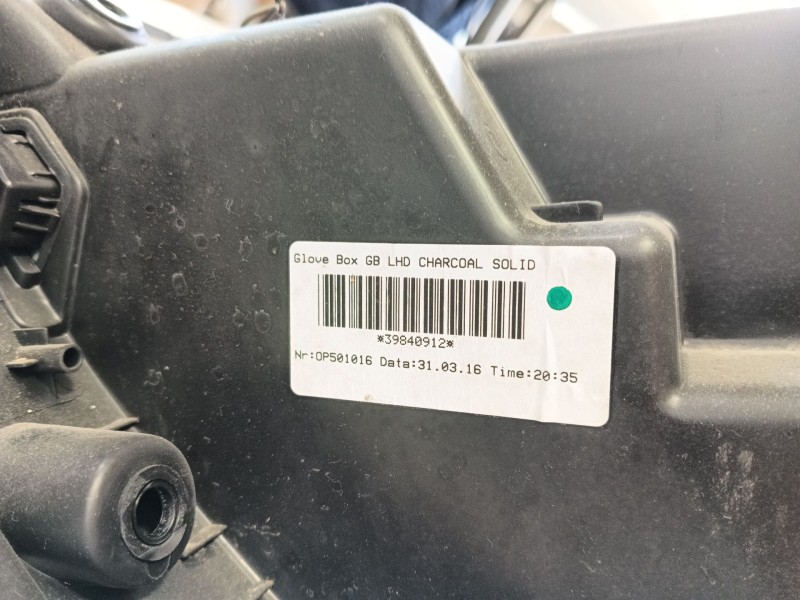 Glove Box GB LHD CHARCOAL SOLID
*39840912*
Nr:OP501016 Data:31.03.16 Time:20:35